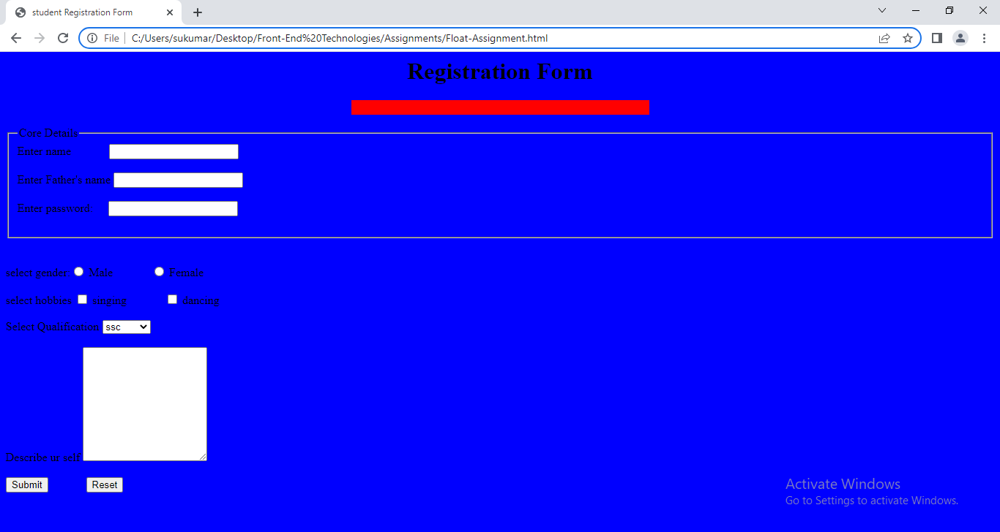 student Registration Form
File C:/Users/sukumar/Desktop/Front-End%20Technologies/Assignments/Float-Assignment.html
Registration Form
Core Details
Enter name
Enter Father's name
Enter password
select gender Male Female
select hobbies singing dancing
Select Qualification ssc
Describe ur self
Submit Reset
Activate Windows
Go to Settings to activate Windows.